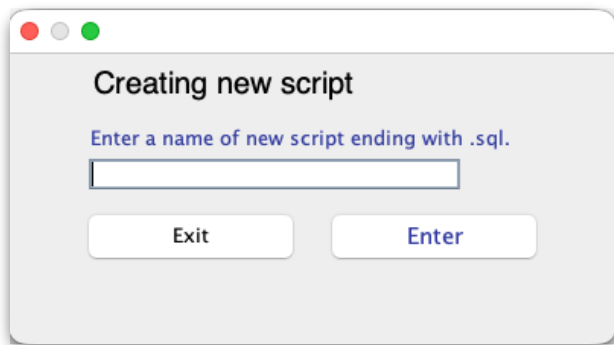 Creating new script
Enter a name of new script ending with .sql.
Exit Enter